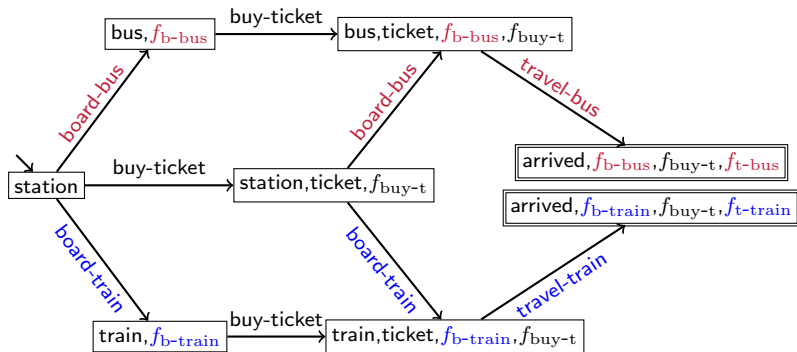 buy-ticket
bus,f_b-bus
bus,ticket,f_b-bus,f_buy-t
board-bus
board-bus
travel-bus
arrived,f_b-bus,f_buy-t,f_t-bus
buy-ticket
station
station,ticket,f_buy-t
arrived,f_b-train,f_buy-t,f_t-train
board-train
board-train
travel-train
buy-ticket
train,f_b-train
train,ticket,f_b-train,f_buy-t